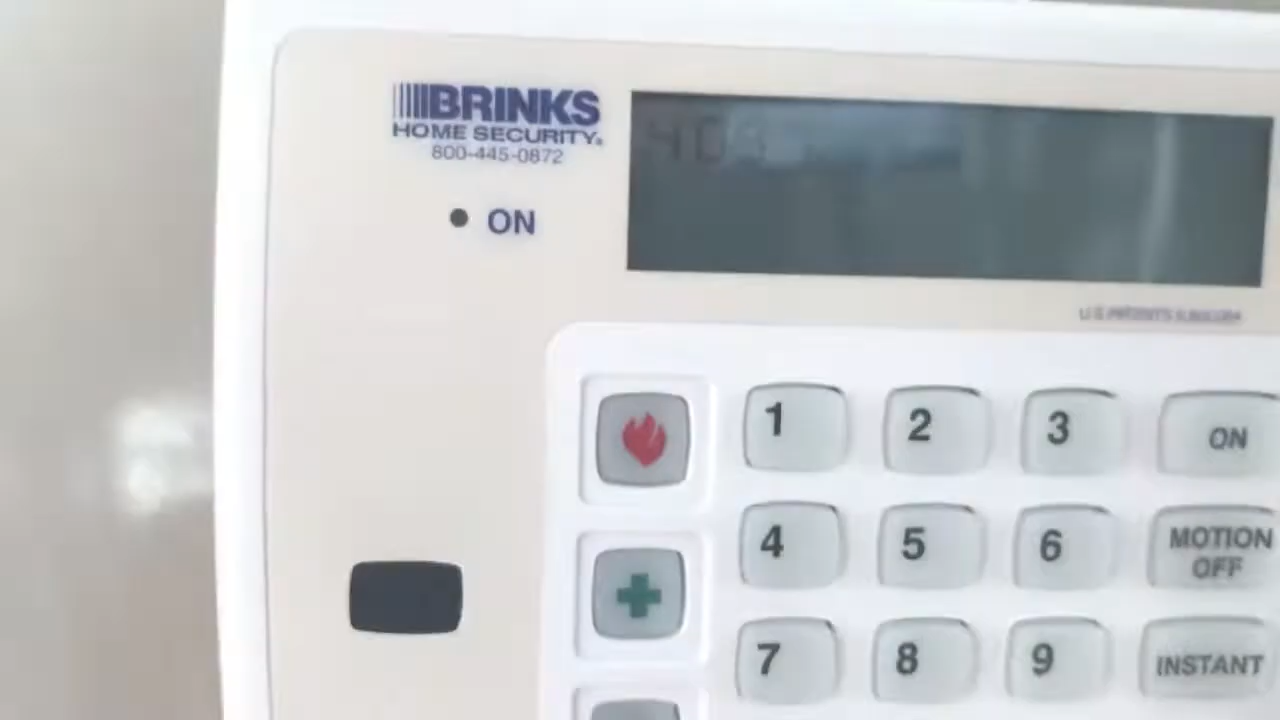 BRINKS
HOME SECURITY®
800-445-0872
ON
U.S. PATENTS
1 2 3 ON
4 5 6 MOTION OFF
7 8 9 INSTANT